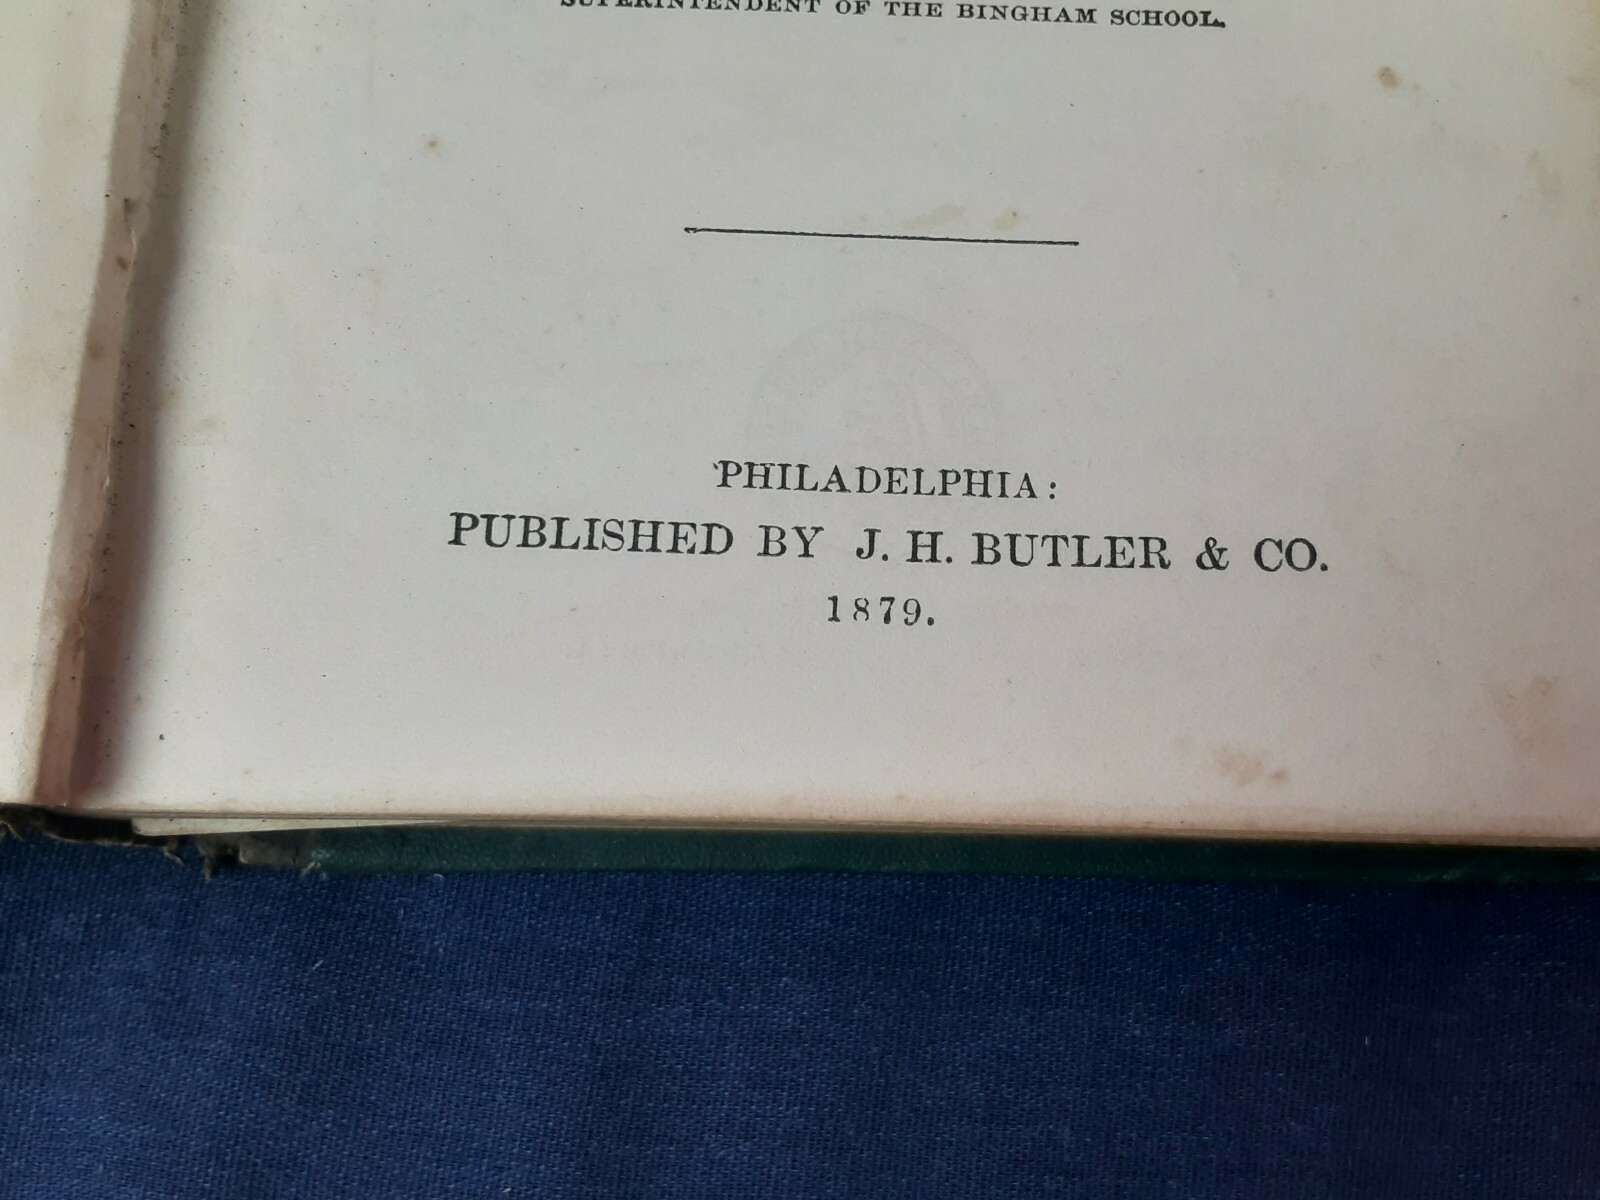 SUPERINTENDENT OF THE BINGHAM SCHOOL.
PHILADELPHIA:
PUBLISHED BY J. H. BUTLER & CO.
1879.